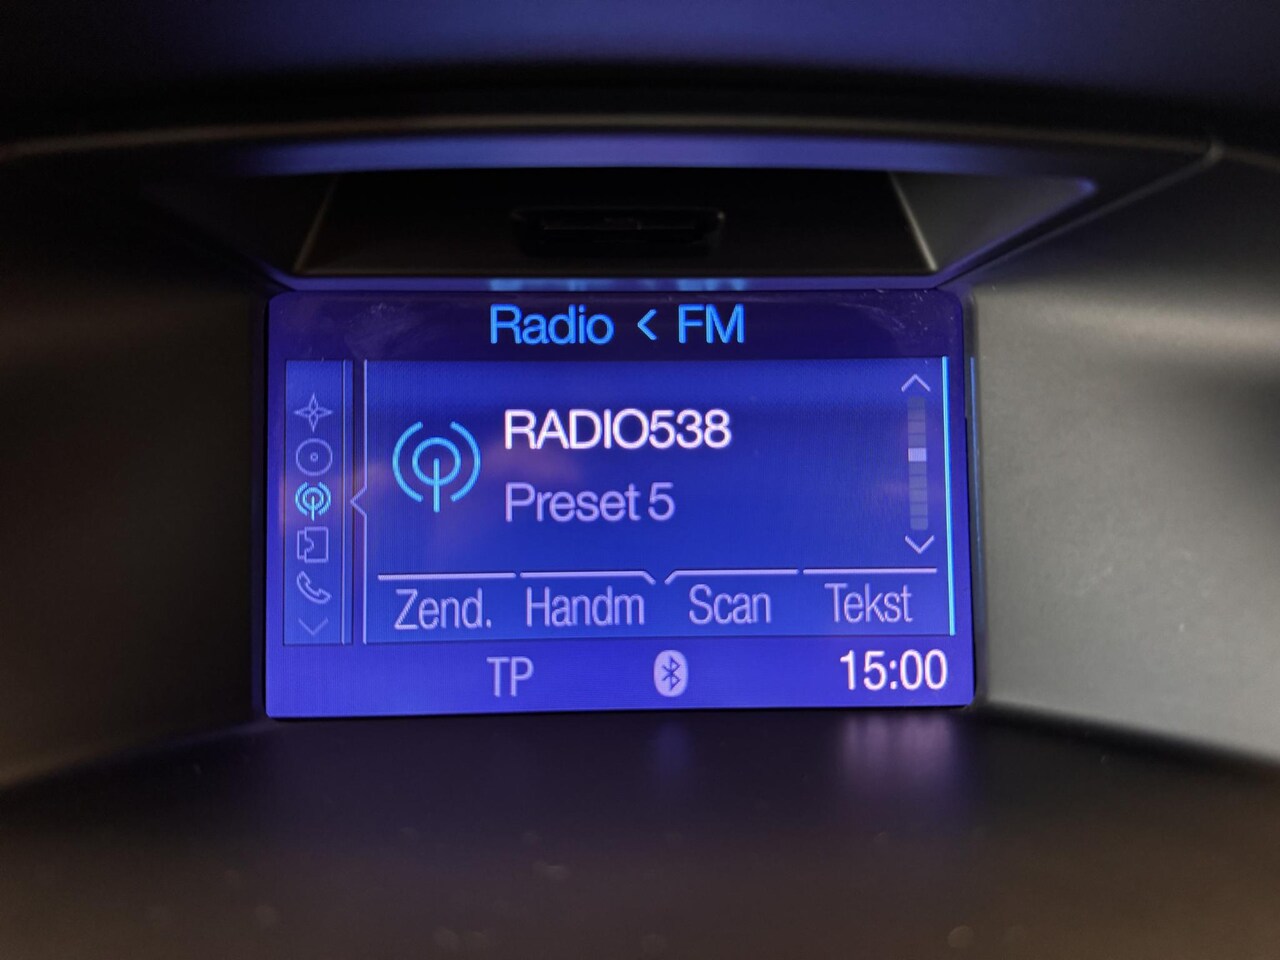 Radio < FM
RADIO538
Preset 5
Zend. Handm Scan Tekst
TP 15:00